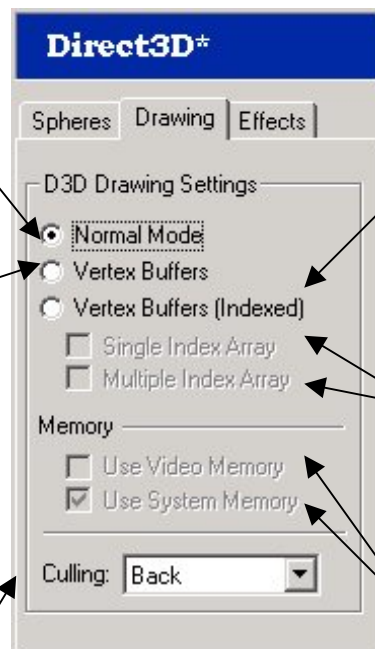 Direct3D*
Spheres Drawing Effects
D3D Drawing Settings
Normal Mode
Vertex Buffers
Vertex Buffers (Indexed)
Single Index Array
Multiple Index Array
Memory
Use Video Memory
Use System Memory
Culling: Back